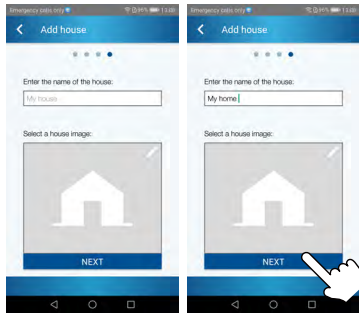 Emergency calls only
Add house
Enter the name of the house:
My house
Select a house image:
NEXT
Emergency calls only
Add house
Enter the name of the house:
My home
Select a house image:
NEXT